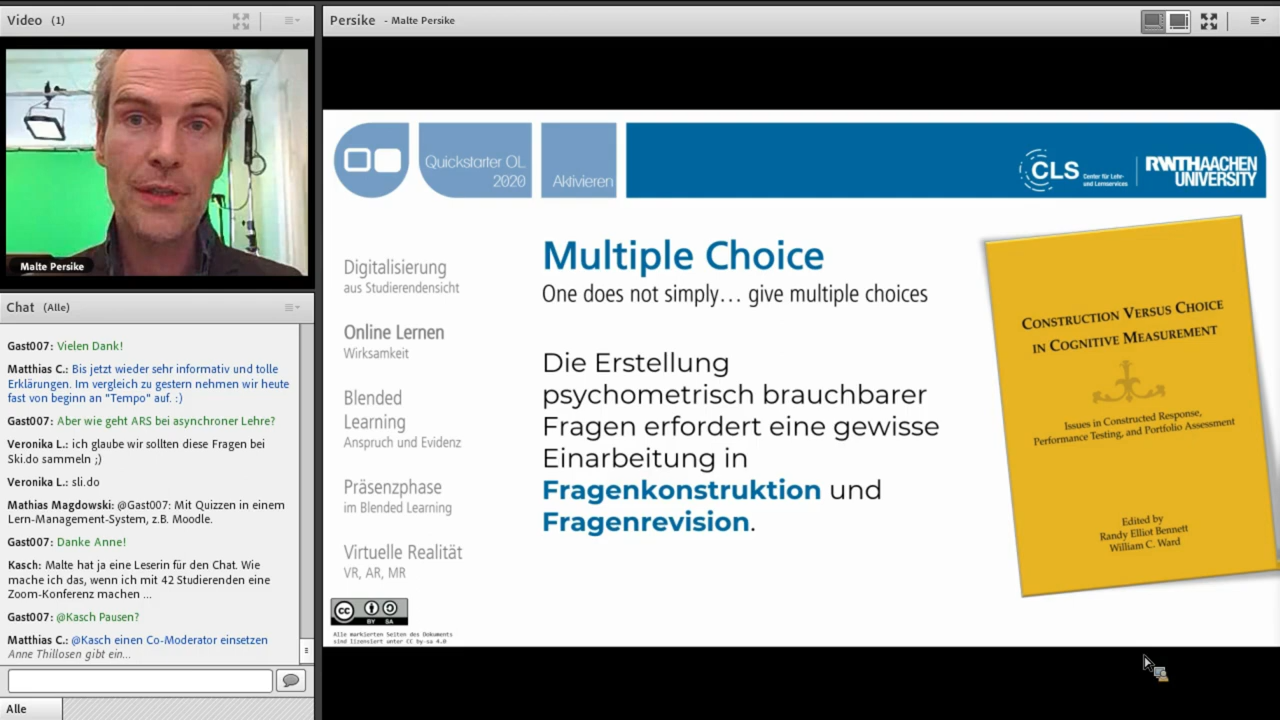 Video (1)
Malte Persike
Chat (Alle)
Gast007: Vielen Dank!
Matthias C.: Bis jetzt wieder sehr informativ und tolle
Erklärungen. Im vergleich zu gestern nehmen wir heute
fast von beginn an "Tempo" auf. :)
Gast007: Aber wie geht ARS bei asynchroner Lehre?
Veronika L.: ich glaube wir sollten diese Fragen bei
Ski.do sammeln ;)
Veronika L.: sli.do
Mathias Magdowski: @Gast007: Mit Quizzen in einem
Lern-Management-System, z.B. Moodle.
Gast007: Danke Anne!
Kasch: Malte hat ja eine Leserin für den Chat. Wie
mache ich das, wenn ich mit 42 Studierenden eine
Zoom-Konferenz machen ...
Gast007: @Kasch Pausen?
Matthias C.: @Kasch einen Co-Moderator einsetzen
Anne Thillosen gibt ein...
Alle
Persike - Malte Persike
Quickstarter OL
2020
Aktivieren
CLS Center für Lehr-
und Lernservices
RWTHAACHEN
UNIVERSITY
Digitalisierung
aus Studierendensicht
Online Lernen
Wirksamkeit
Blended
Learning
Anspruch und Evidenz
Präsenzphase
im Blended Learning
Virtuelle Realität
VR, AR, MR
cc
BY SA
Alle markierten Seiten des Dokuments
sind lizensiert unter CC by-sa 4.0
Multiple Choice
One does not simply... give multiple choices
Die Erstellung
psychometrisch brauchbarer
Fragen erfordert eine gewisse
Einarbeitung in
Fragenkonstruktion und
Fragenrevision.
CONSTRUCTION VERSUS CHOICE
IN COGNITIVE MEASUREMENT
Issues in Constructed Response,
Performance Testing, and Portfolio Assessment
Edited by
Randy Elliot Bennett
William C. Ward